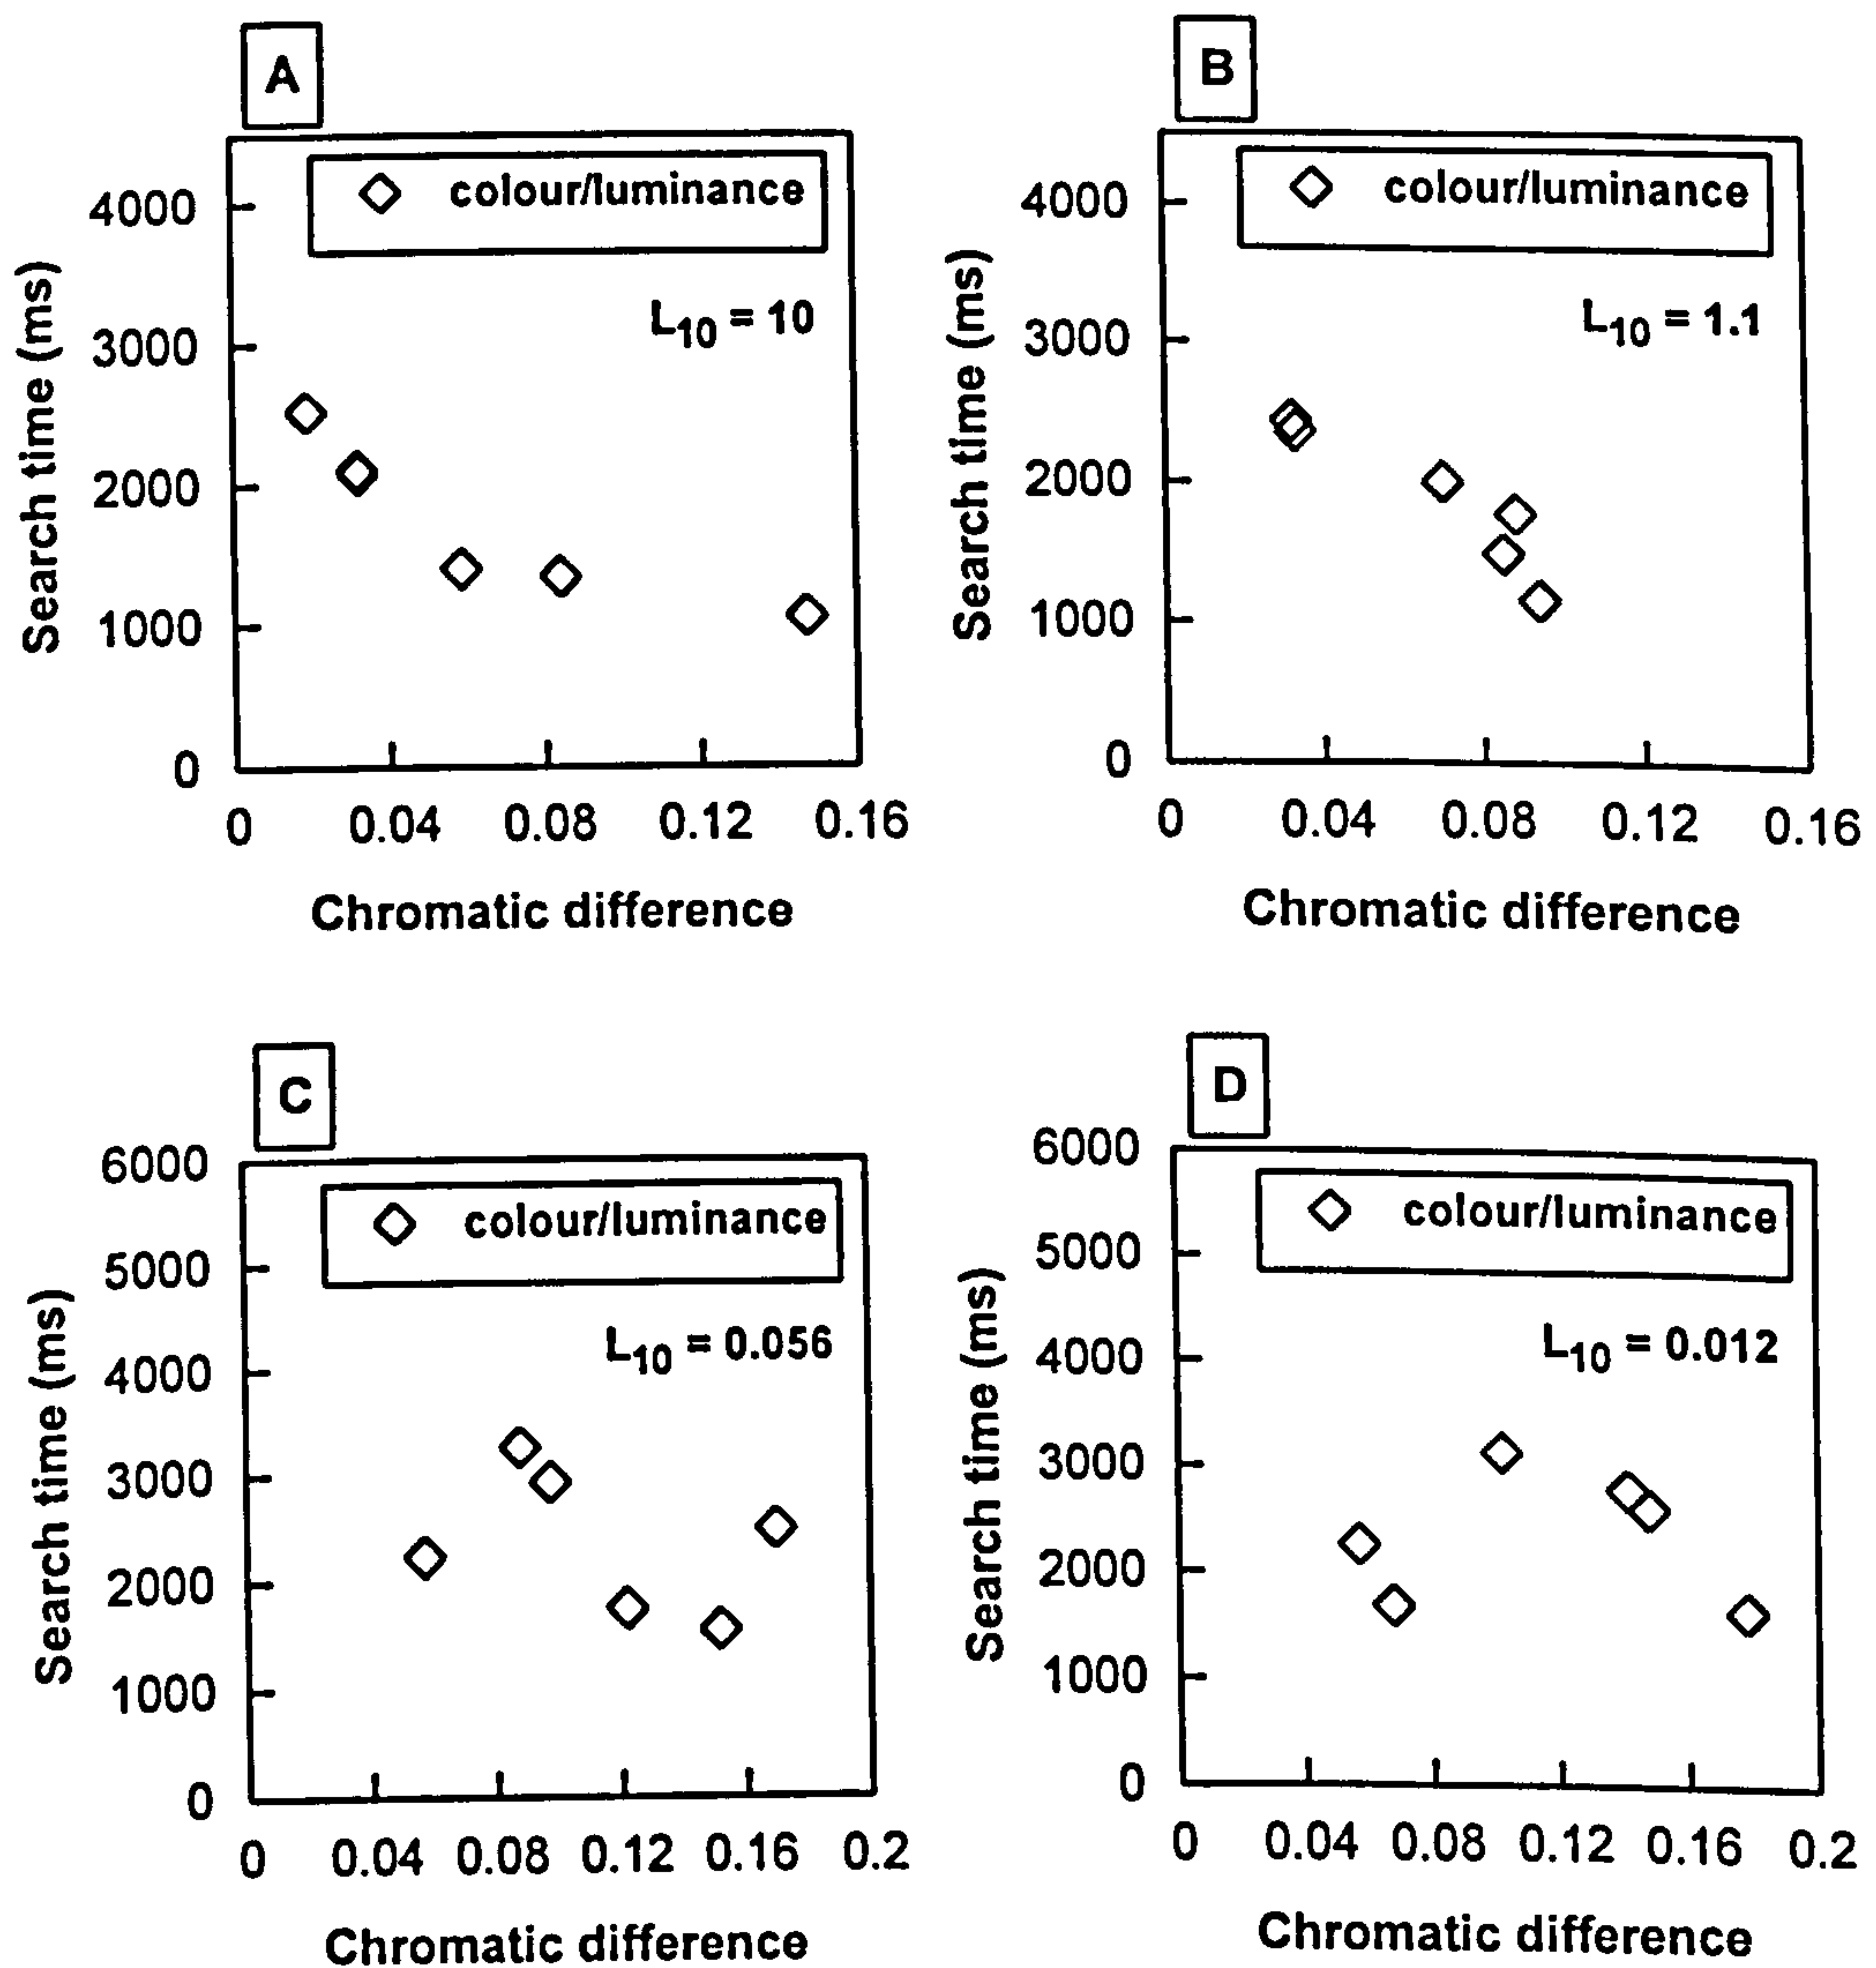 A
colour/luminance
L10 = 10
Search time (ms)
4000
3000
2000
1000
0
0 0.04 0.08 0.12 0.16
Chromatic difference
B
colour/luminance
L10 = 1.1
Search time (ms)
4000
3000
2000
1000
0
0 0.04 0.08 0.12 0.16
Chromatic difference
C
colour/luminance
L10 = 0.056
Search time (ms)
6000
5000
4000
3000
2000
1000
0
0 0.04 0.08 0.12 0.16 0.2
Chromatic difference
D
colour/luminance
L10 = 0.012
Search time (ms)
6000
5000
4000
3000
2000
1000
0
0 0.04 0.08 0.12 0.16 0.2
Chromatic difference